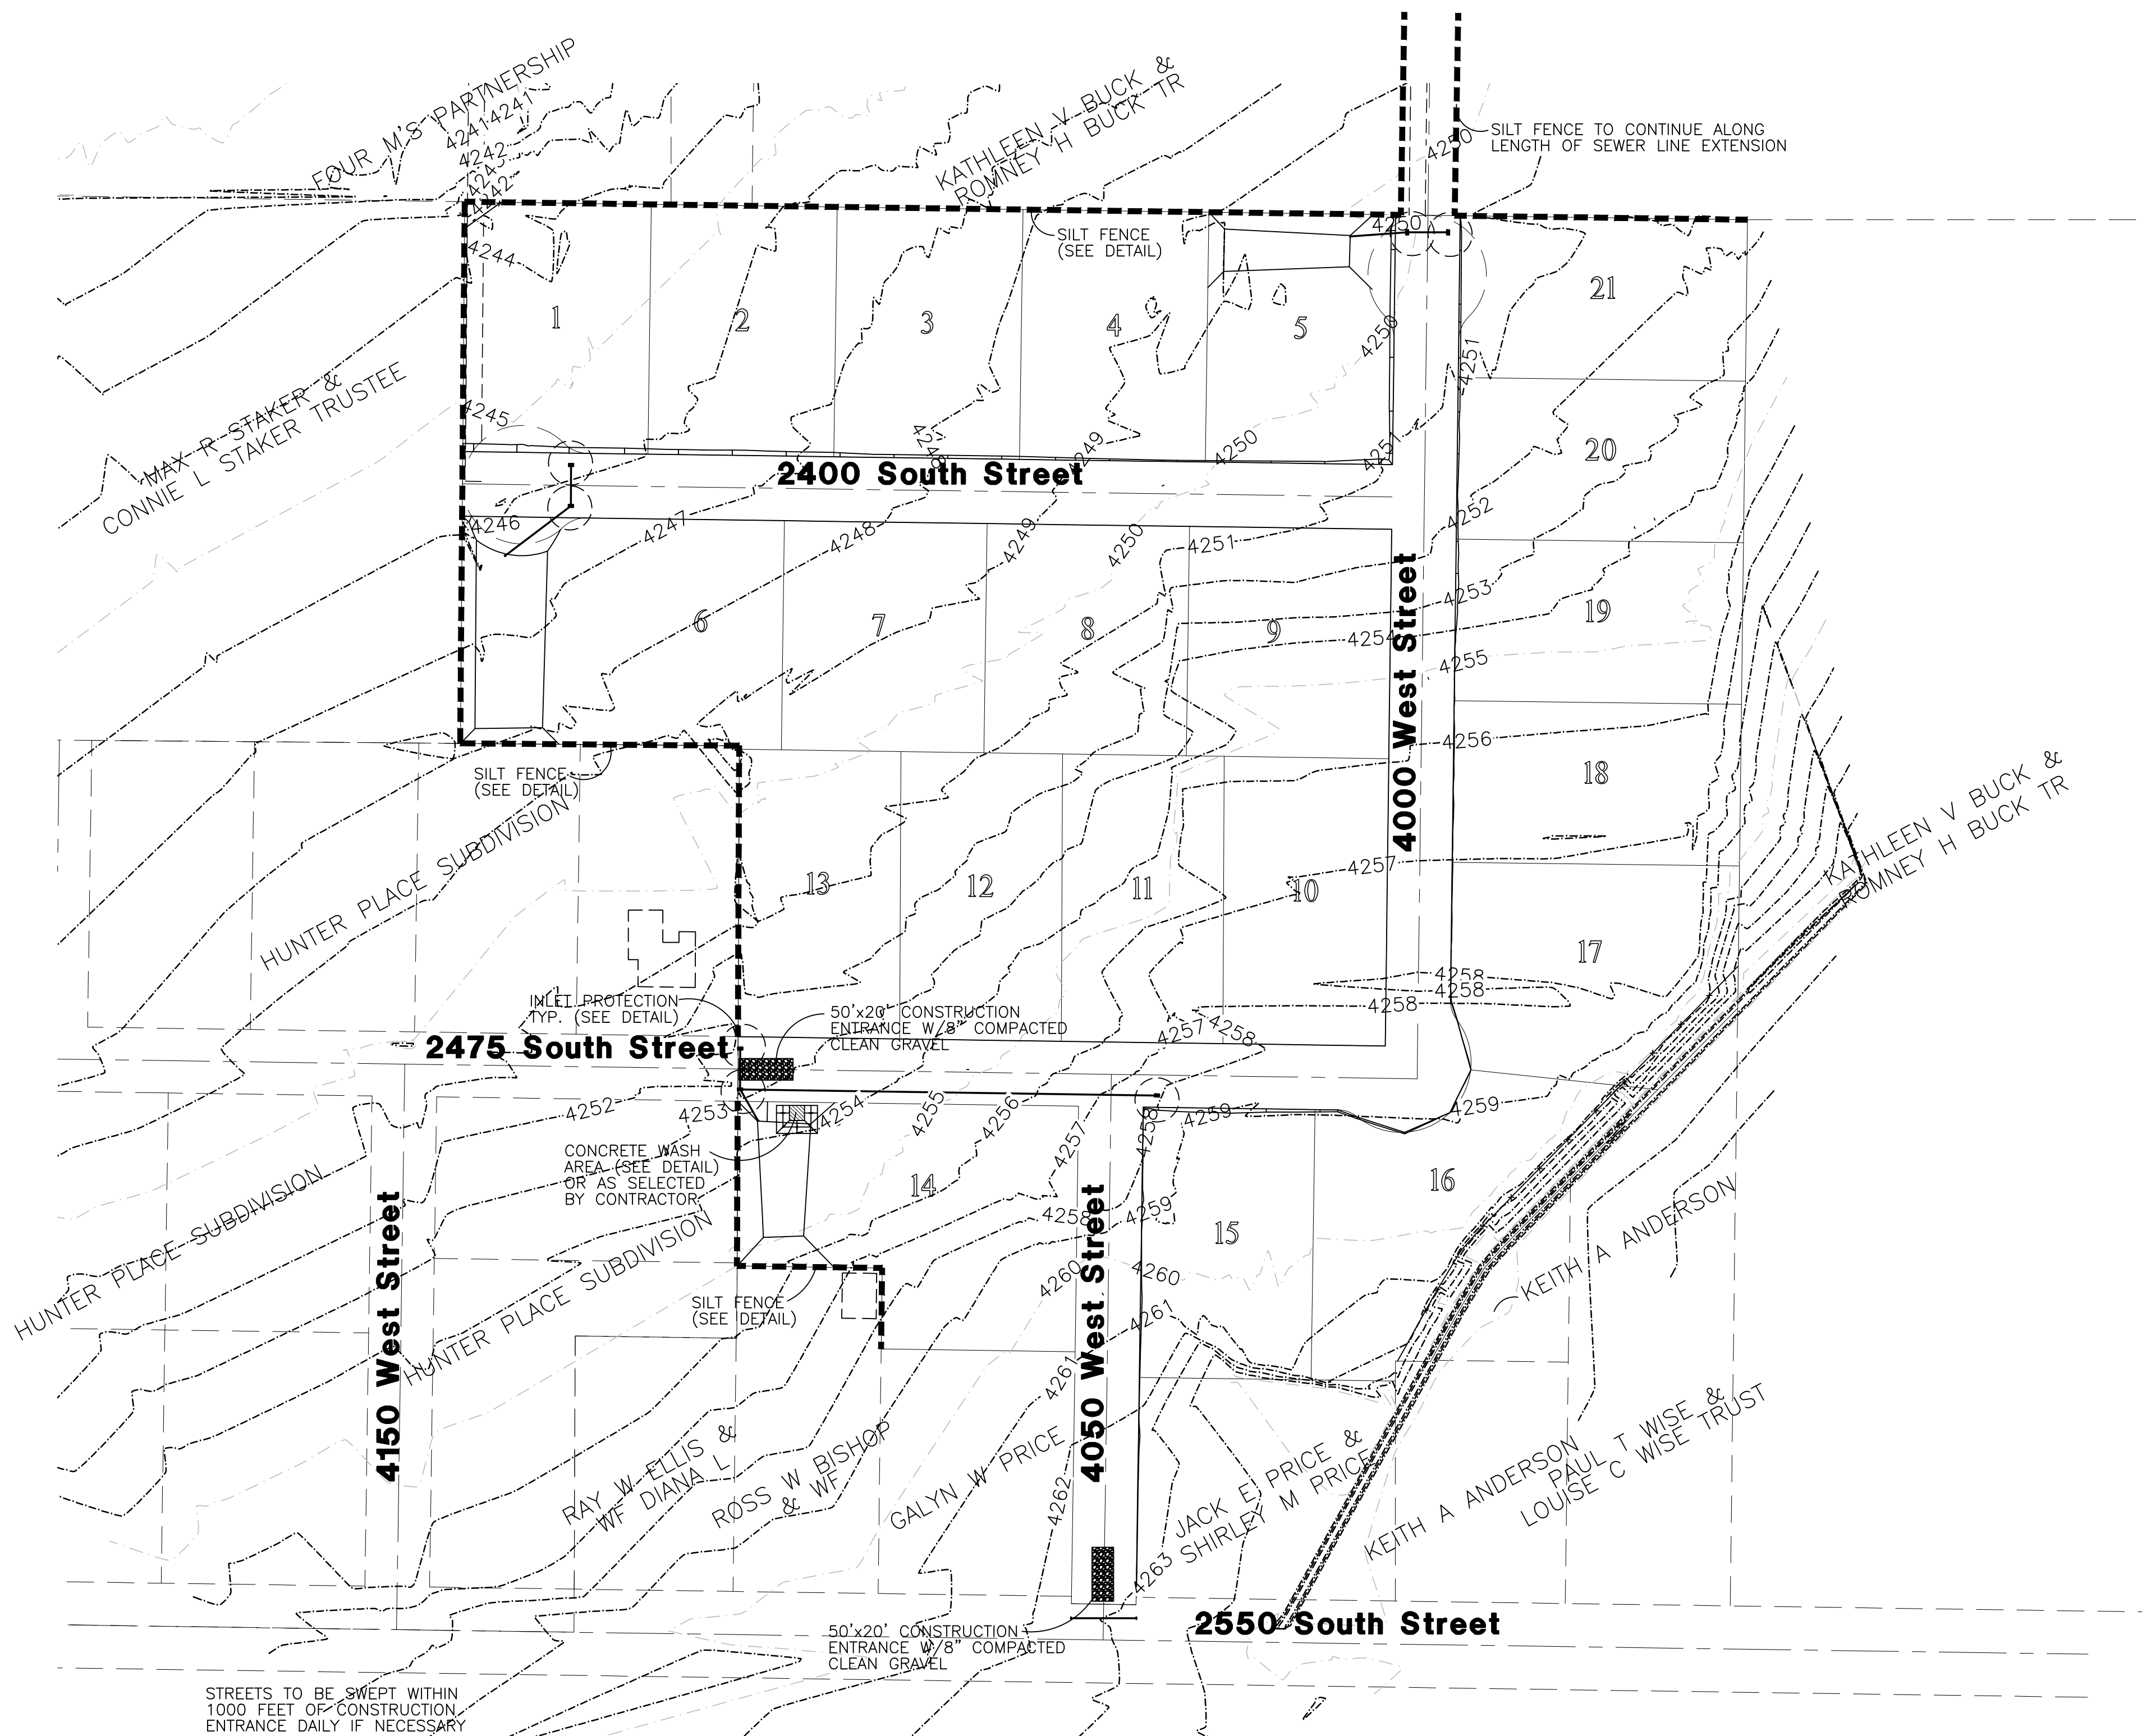 FOUR M'S PARTNERSHIP
4241
4241
4242
4243
4242
4244
KATHLEEN V BUCK &
ROMNEY H BUCK TR
4250
SILT FENCE TO CONTINUE ALONG
LENGTH OF SEWER LINE EXTENSION
SILT FENCE
(SEE DETAIL)
4250
1
2
3
4
5
21
4250
4251
MAX R STAKER &
CONNIE L STAKER TRUSTEE
4245
4248
4249
4250
4251
20
2400 South Street
4246
4247
4248
4249
4250
4251
4252
4253
4254
4255
4256
4000 West Street
6
7
8
9
19
18
SILT FENCE
(SEE DETAIL)
HUNTER PLACE SUBDIVISION
KATHLEEN V BUCK &
ROMNEY H BUCK TR
4257
13
12
11
10
17
4258
4258
4258
INLET PROTECTION
TYP. (SEE DETAIL)
50'x20' CONSTRUCTION
ENTRANCE W/8" COMPACTED
CLEAN GRAVEL
4257
4258
2475 South Street
4252
4253
4254
4255
4256
4257
4258
4259
4259
CONCRETE WASH
AREA (SEE DETAIL)
OR AS SELECTED
BY CONTRACTOR
14
15
16
4258
4259
4260
4260
4261
4261
4262
4263
HUNTER PLACE SUBDIVISION
HUNTER PLACE SUBDIVISION
4150 West Street
4050 West Street
SILT FENCE
(SEE DETAIL)
KEITH A ANDERSON
RAY W ELLIS &
WF DIANA L
ROSS W BISHOP
& WF
GALYN W PRICE
JACK E PRICE &
SHIRLEY M PRICE
KEITH A ANDERSON
PAUL T WISE &
LOUISE C WISE TRUST
2550 South Street
50'x20' CONSTRUCTION
ENTRANCE W/8" COMPACTED
CLEAN GRAVEL
STREETS TO BE SWEPT WITHIN
1000 FEET OF CONSTRUCTION
ENTRANCE DAILY IF NECESSARY